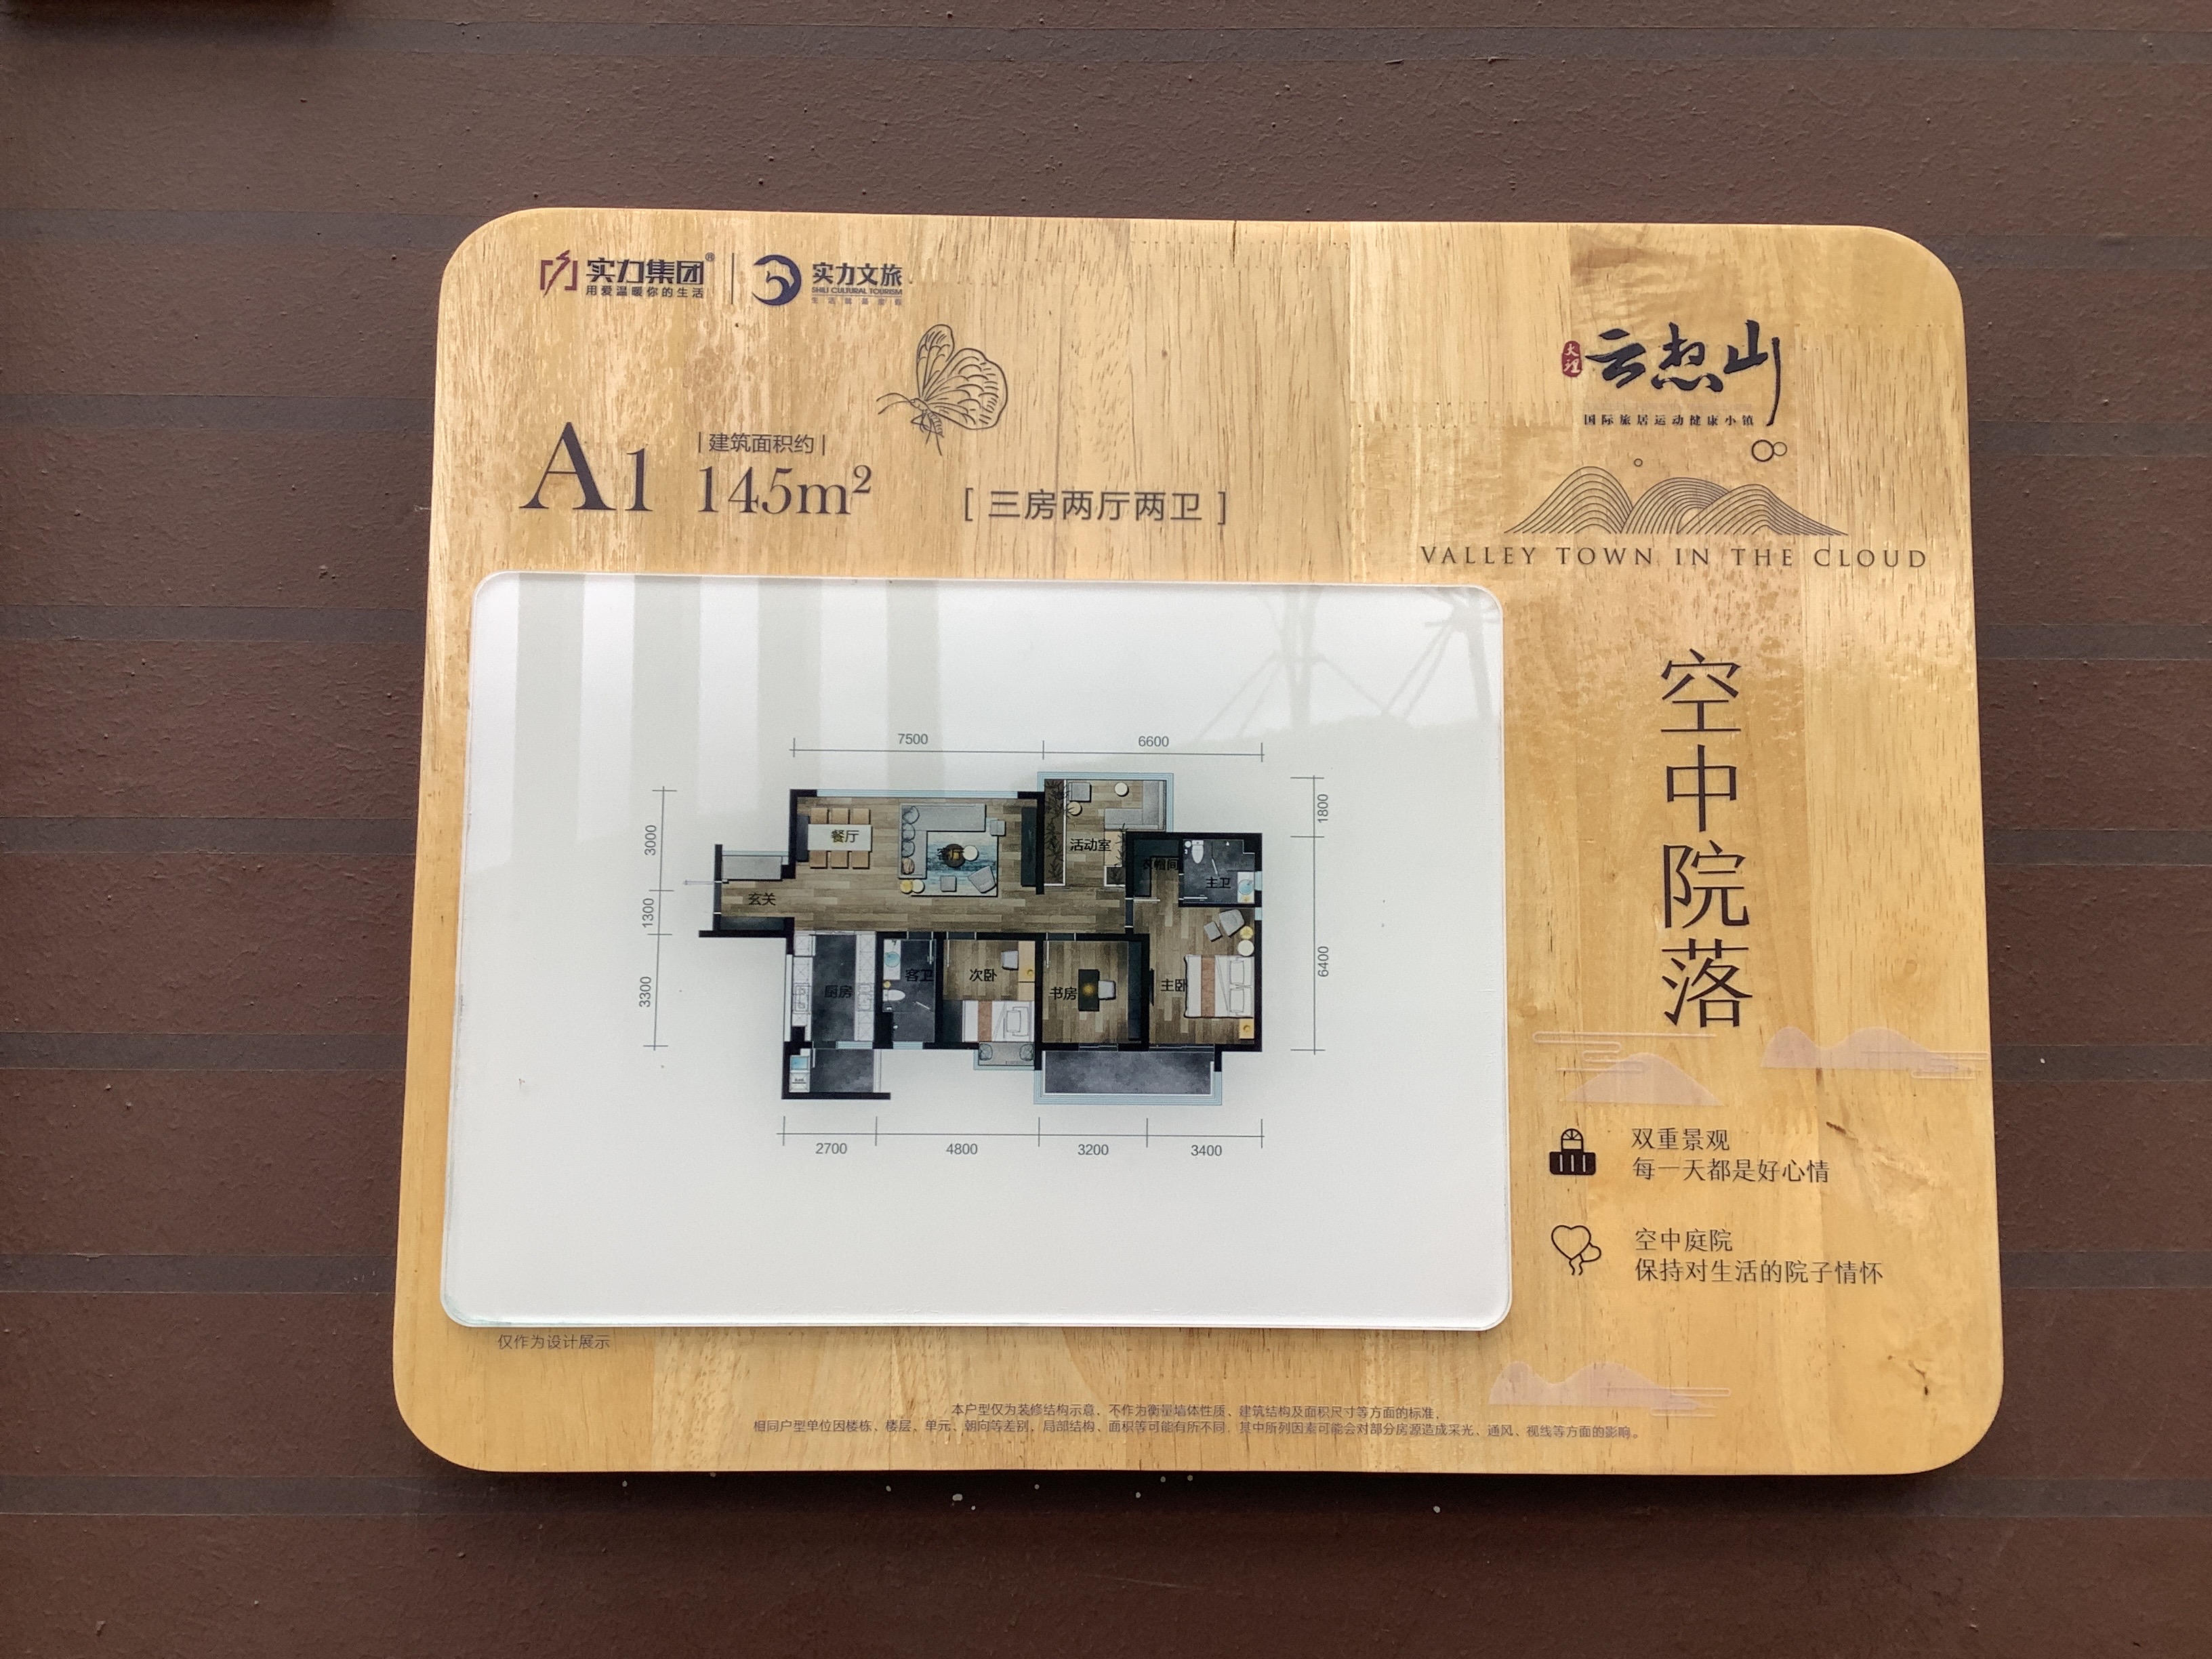 实力集团®
用爱温暖你的生活
实力文旅
SHILI CULTURAL TOURISM
大理
云想山
国际旅居运动健康小镇
VALLEY TOWN IN THE CLOUD
A1
建筑面积约
145m²
[三房两厅两卫]
空中院落
7500
6600
3000
1300
3300
1800
6400
餐厅
客厅
活动室
衣帽间
主卫
玄关
厨房
客卫
次卧
书房
主卧
2700
4800
3200
3400
双重景观
每一天都是好心情
空中庭院
保持对生活的院子情怀
仅作为设计展示
本户型仅为装修结构示意、不作为衡量墙体性质、建筑结构及面积尺寸等方面的标准,
相同户型单位因楼栋、楼层、单元、朝向等差别,局部结构、面积等可能有所不同,其中所列因素可能会对部分房源造成采光、通风、视线等方面的影响。